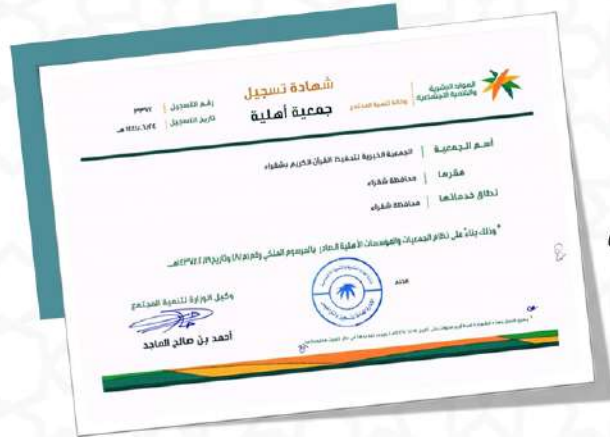 الموارد البشرية
والتنمية الاجتماعية
وكالة تنمية المجتمع
شهادة تسجيل
جمعية أهلية
رقم التسجيل
تاريخ التسجيل
اسم الجمعية | الجمعية الخيرية لتحفيظ القرآن الكريم بشقراء
مقرها | محافظة شقراء
نطاق خدماتها | محافظة شقراء
وذلك بناءً على نظام الجمعيات والمؤسسات الأهلية الصادر بالمرسوم الملكي رقم
الختم
وكيل الوزارة لتنمية المجتمع
أحمد بن صالح الماجد